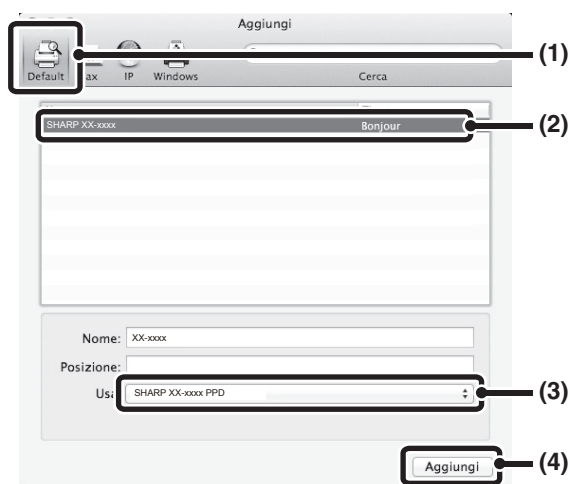 Aggiungi
(1)
Default ax IP Windows Cerca
SHARP XX-xxxx Bonjour
(2)
Nome: XX-xxxx
Posizione:
Usa SHARP XX-xxxx PPD
(3)
Aggiungi
(4)